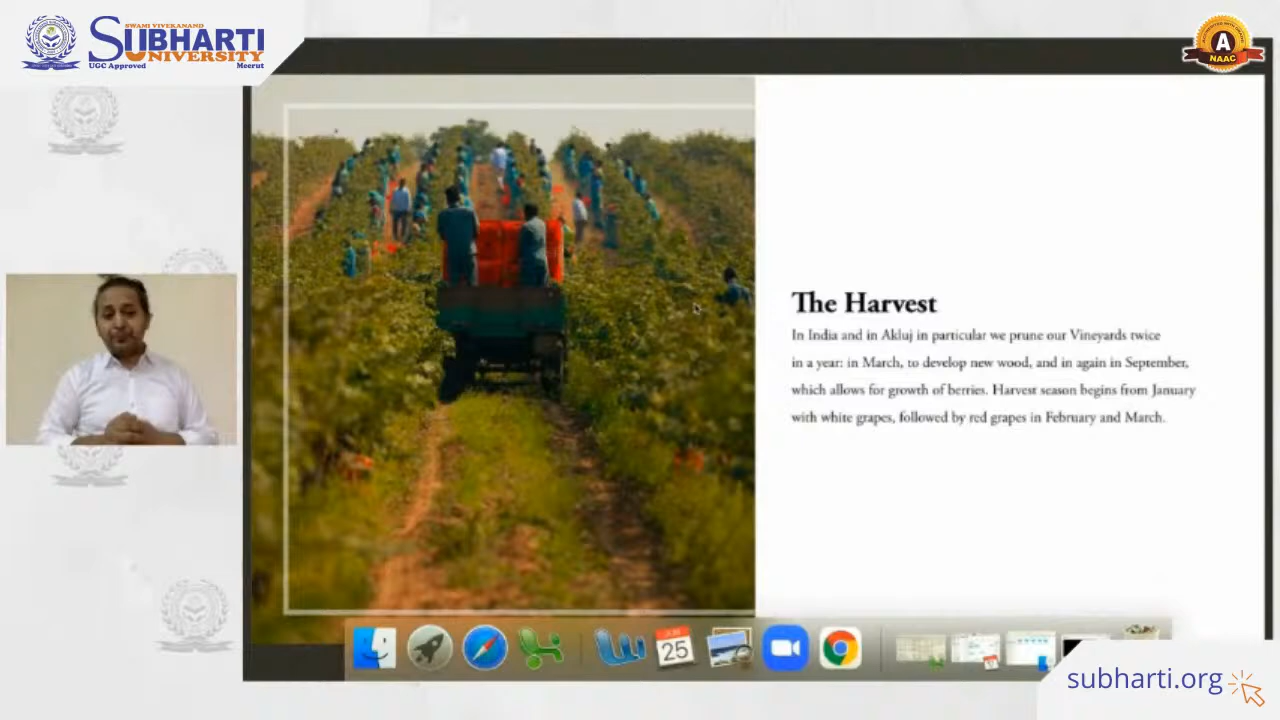 SWAMI VIVEKANAND
SUBHARTI
UNIVERSITY
UGC Approved Meerut
A
NAAC
The Harvest
In India and in Akluj in particular we prune our Vineyards twice
in a year: in March, to develop new wood, and in again in September,
which allows for growth of berries. Harvest season begins from January
with white grapes, followed by red grapes in February and March.
25
subharti.org